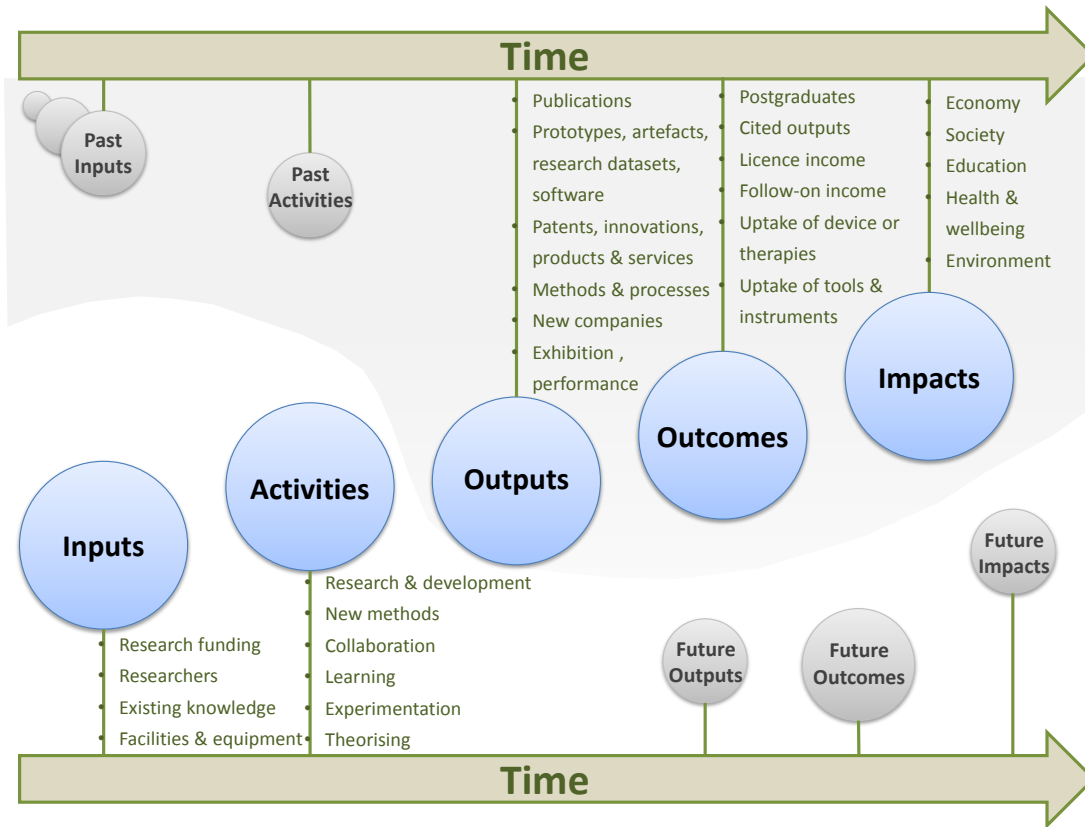 Time
Past
Inputs
Past
Activities
• Publications
• Prototypes, artefacts,
research datasets,
software
• Patents, innovations,
products & services
• Methods & processes
• New companies
• Exhibition , 
performance
• Postgraduates
• Cited outputs
• Licence income
• Follow-on income
• Uptake of device or
therapies
• Uptake of tools &
instruments
• Economy
• Society
• Education
• Health &
wellbeing
• Environment
Inputs
Activities
Outputs
Outcomes
Impacts
• Research funding
• Researchers
• Existing knowledge
• Facilities & equipment
• Research & development
• New methods
• Collaboration
• Learning
• Experimentation
• Theorising
Future
Outputs
Future
Outcomes
Future
Impacts
Time